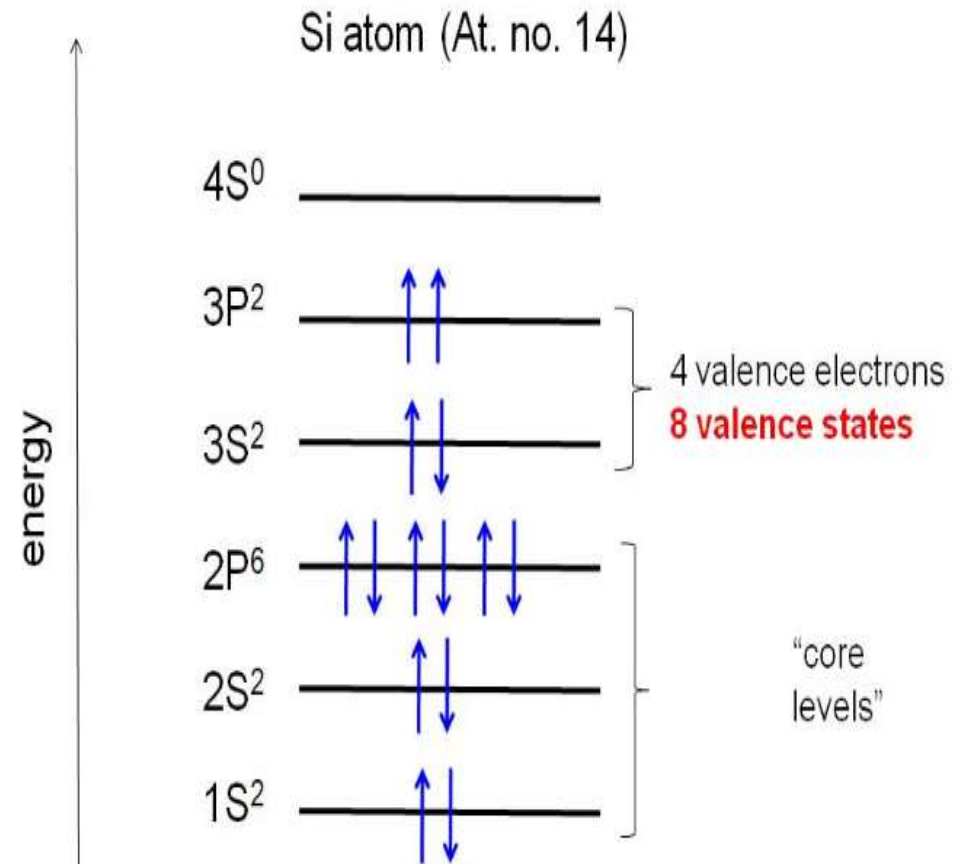 Si atom (At. no. 14)
4S⁰
3P²
4 valence electrons
8 valence states
3S²
energy
2P⁶
"core
levels"
2S²
1S²